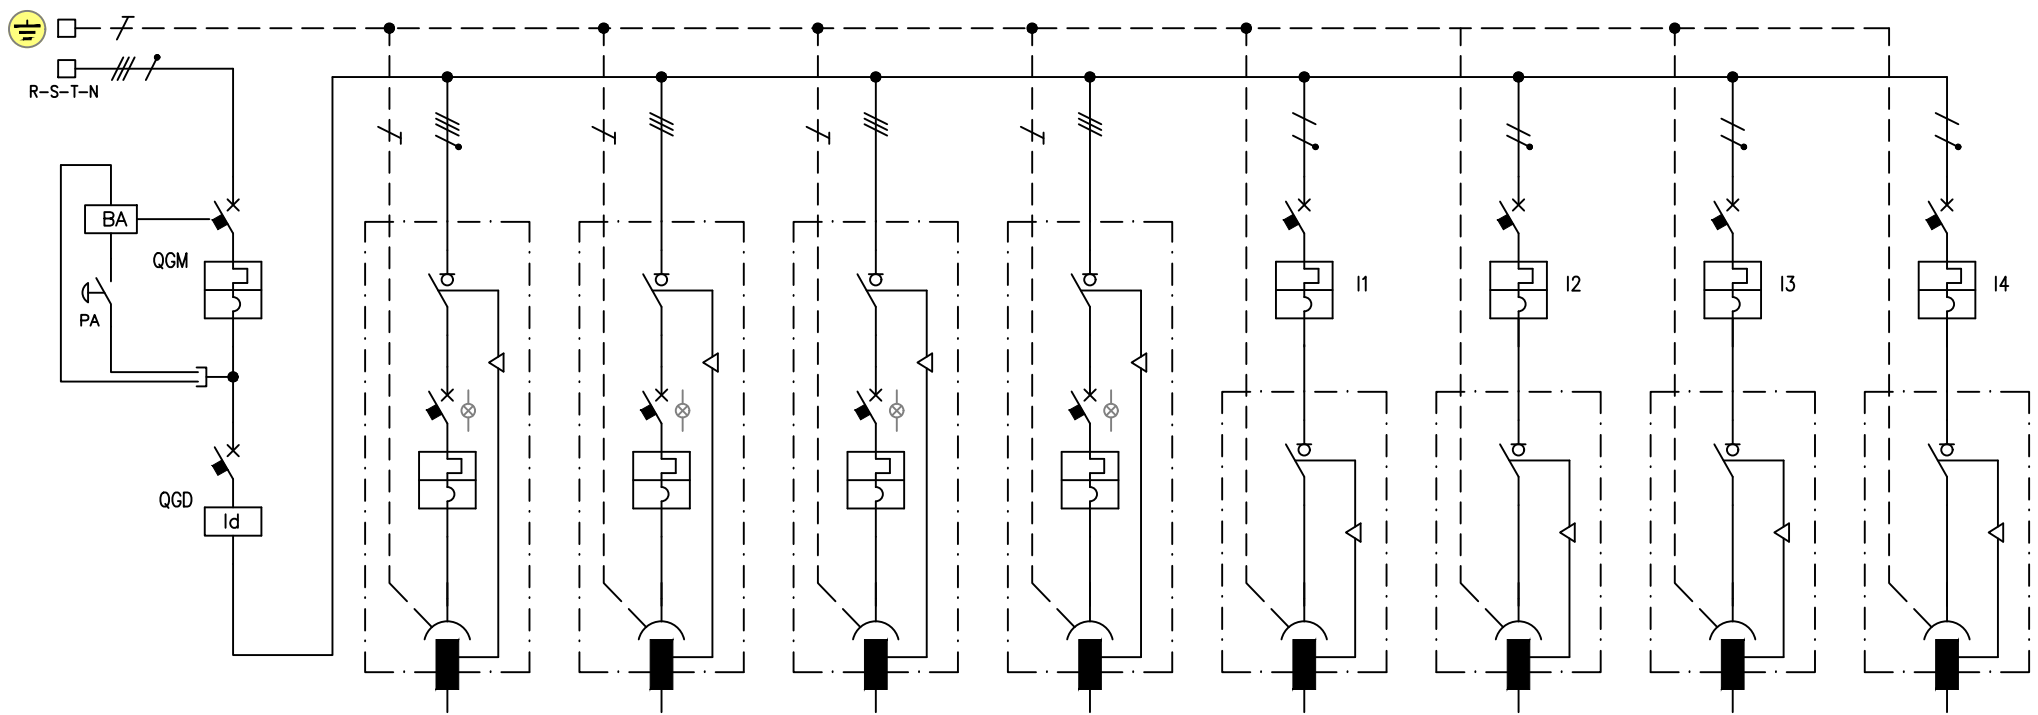 R-S-T-N
BA
QGM
I1
I2
I3
I4
PA
QGD
Id